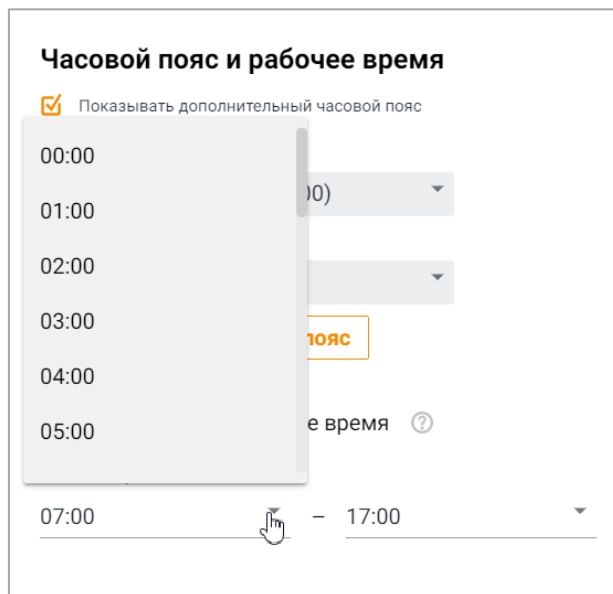 Часовой пояс и рабочее время
Показывать дополнительный часовой пояс
00:00
01:00
02:00
03:00
04:00
05:00
00)
пояс
е время
07:00 – 17:00